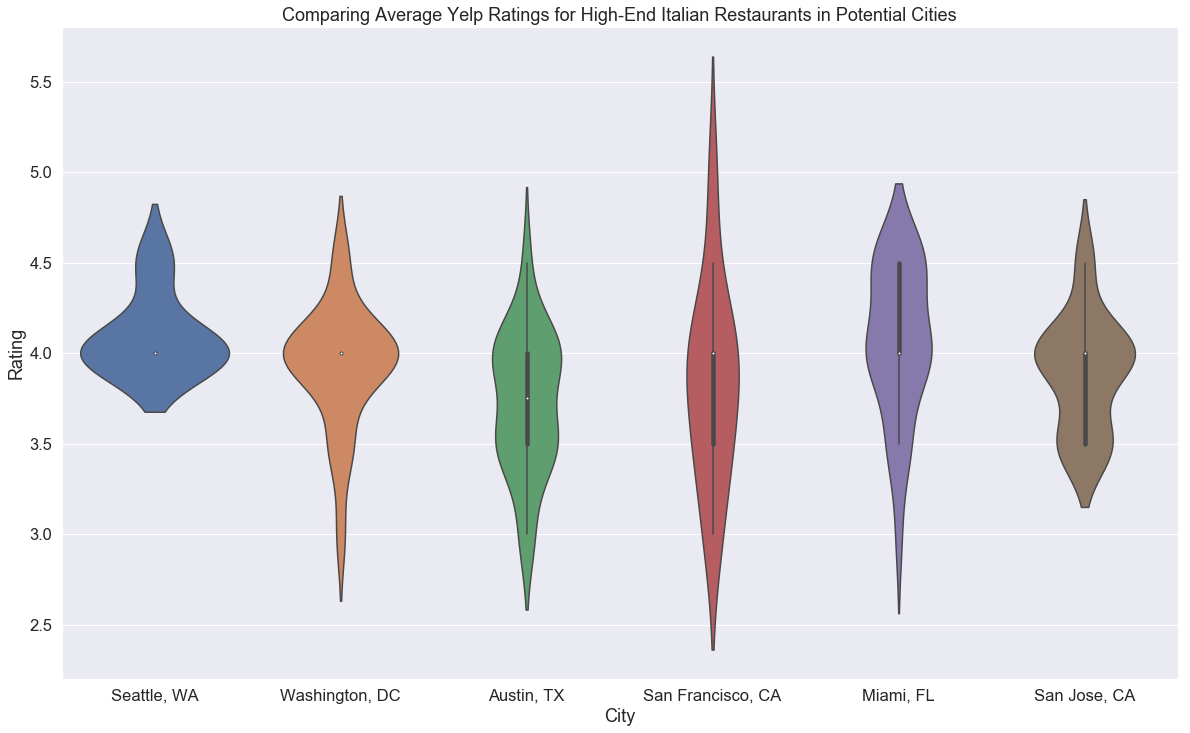 Comparing Average Yelp Ratings for High-End Italian Restaurants in Potential Cities
Rating
5.5
5.0
4.5
4.0
3.5
3.0
2.5
Seattle, WA Washington, DC Austin, TX San Francisco, CA Miami, FL San Jose, CA
City